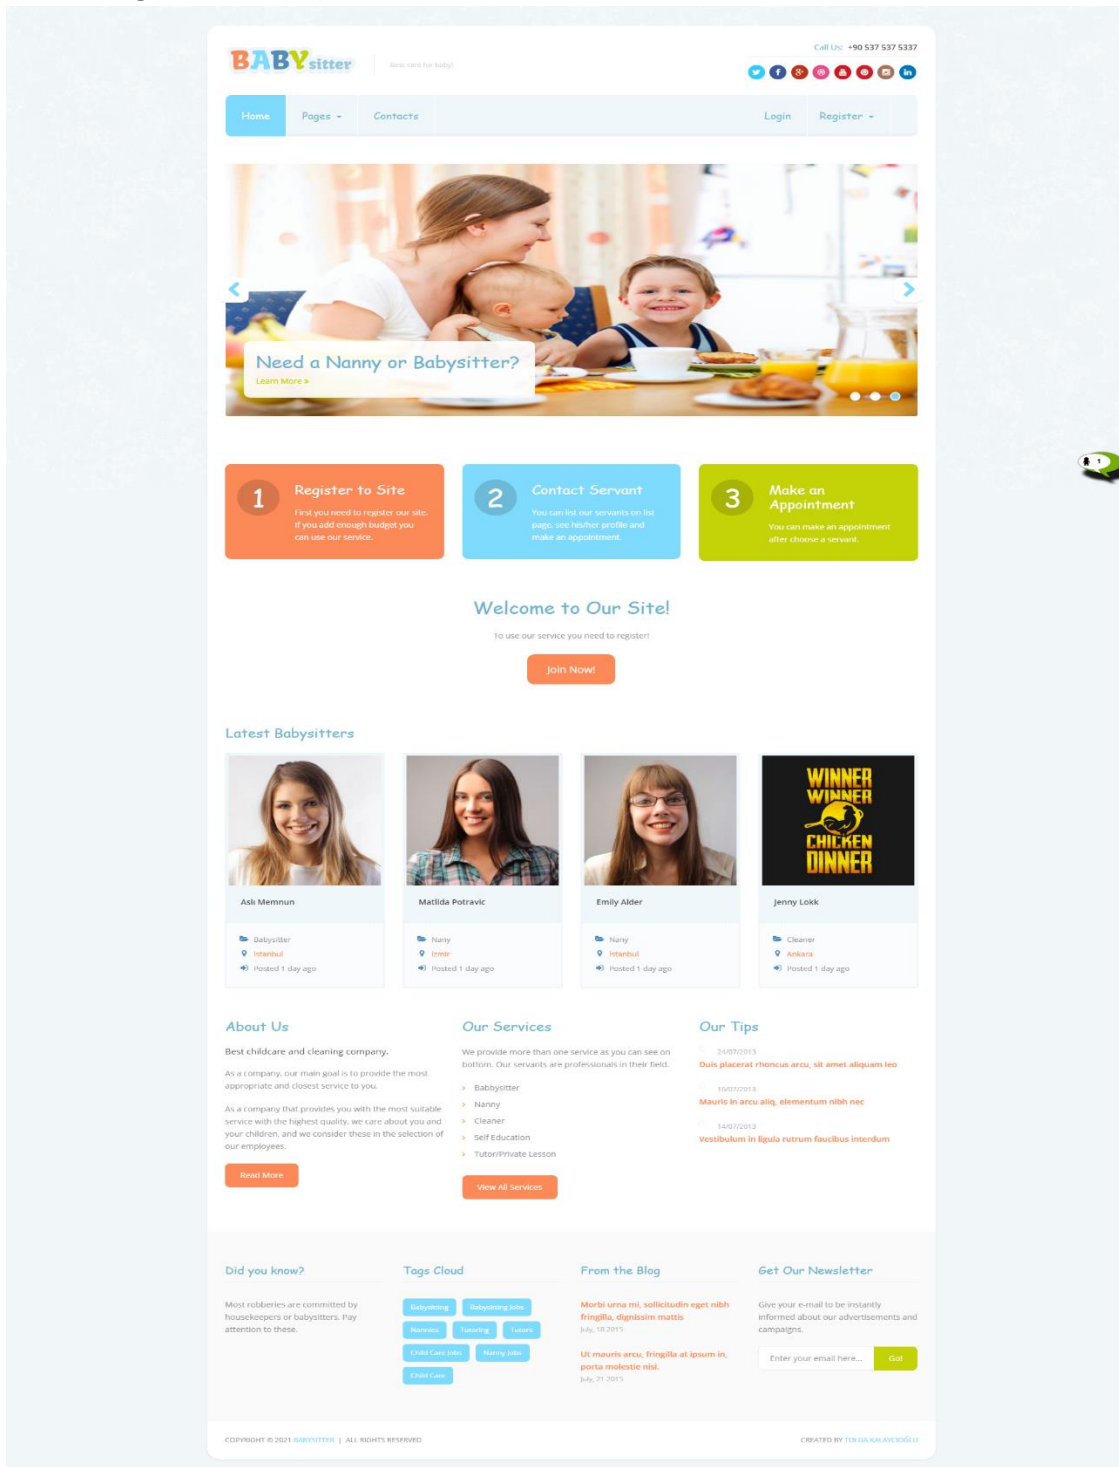 BABYsitter
Best care for baby!
Call Us: +90 537 537 5337
Home
Pages
Contacts
Login
Register
Need a Nanny or Babysitter?
Learn More »
1
Register to Site
First you need to register our site.
If you add enough budget you
can use our service.
2
Contact Servant
You can list our servants on list
page, see his/her profile and
make an appointment.
3
Make an
Appointment
You can make an appointment
after choose a servant.
1
Welcome to Our Site!
To use our service you need to register!
Join Now!
Latest Babysitters
WINNER
WINNER
CHICKEN
DINNER
Aslı Memnun
Babysitter
Istanbul
Posted 1 day ago
Matlida Potravic
Nany
Izmir
Posted 1 day ago
Emily Alder
Nany
Istanbul
Posted 1 day ago
Jenny Lokk
Cleaner
Ankara
Posted 1 day ago
About Us
Best childcare and cleaning company.
As a company, our main goal is to provide the most
appropriate and closest service to you.
As a company that provides you with the most suitable
service with the highest quality, we care about you and
your children, and we consider these in the selection of
our employees.
Read More
Our Services
We provide more than one service as you can see on
bottom. Our servants are professionals in their field.
Babbysitter
Nanny
Cleaner
Self Education
Tutor/Private Lesson
View All Services
Our Tips
24/07/2013
Duis placerat rhoncus arcu, sit amet aliquam leo
16/07/2013
Mauris in arcu aliq, elementum nibh nec
14/07/2013
Vestibulum in ligula rutrum faucibus interdum
Did you know?
Most robberies are committed by
housekeepers or babysitters. Pay
attention to these.
Tags Cloud
Babysitting
Babysitting Jobs
Nannies
Tutoring
Tutors
Child Care Jobs
Nanny Jobs
Child Care
From the Blog
Morbi urna mi, sollicitudin eget nibh
fringilla, dignissim mattis
July, 18 2015
Ut mauris arcu, fringilla at ipsum in,
porta molestie nisl.
July, 21 2015
Get Our Newsletter
Give your e-mail to be instantly
informed about our advertisements and
campaigns.
Enter your email here...
Go!
COPYRIGHT © 2021 BABYSITTER | ALL RIGHTS RESERVED
CREATED BY TOLGA KALAYCIOĞLU